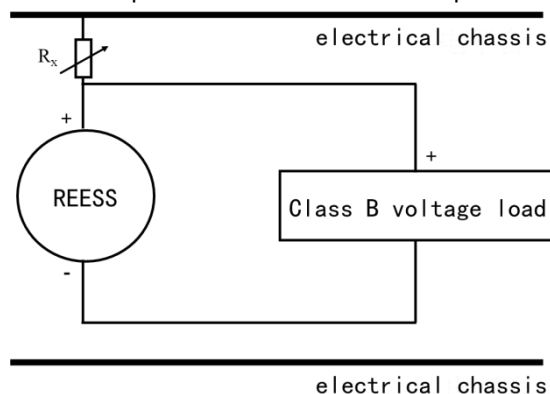 electrical chassis
Rx
+
+
REESS
Class B voltage load
-
electrical chassis